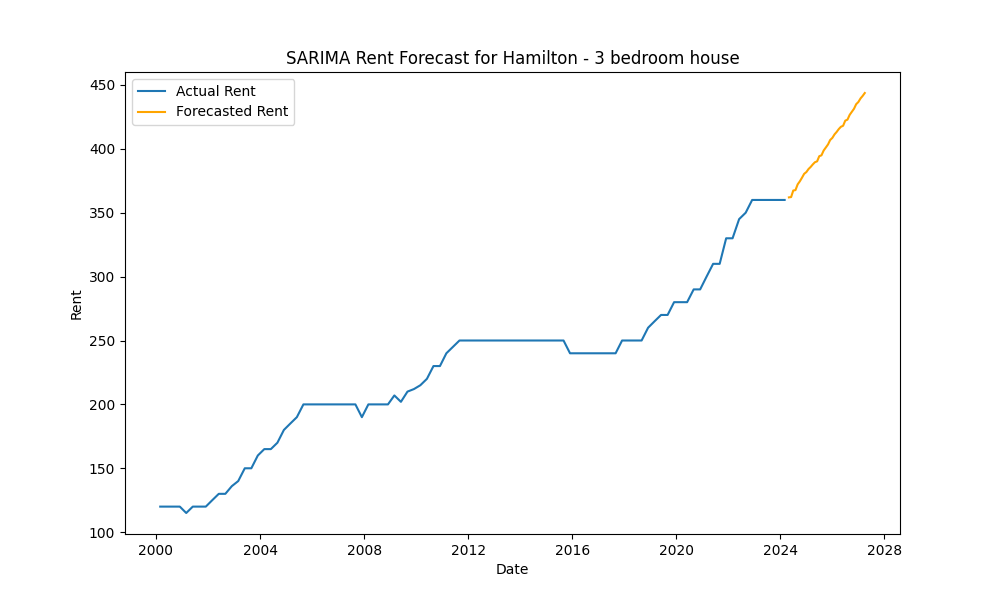 SARIMA Rent Forecast for Hamilton - 3 bedroom house
Actual Rent
Forecasted Rent
450
400
350
300
250
200
150
100
Rent
2000 2004 2008 2012 2016 2020 2024 2028
Date